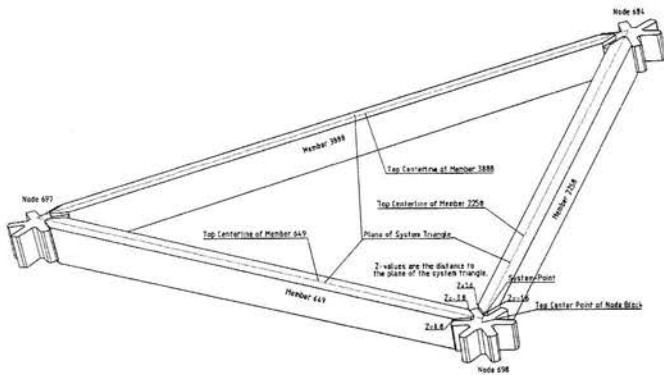 Node 684
Member 3888
Top Centerline of Member 3888
Node 697
Top Centerline of Member 2258
Member 2258
Top Centerline of Member 649
Plane of System Triangle
Z-values are the distance to
the plane of the system triangle.
System-Point
Member 649
Top Center Point of Node Block
Node 698